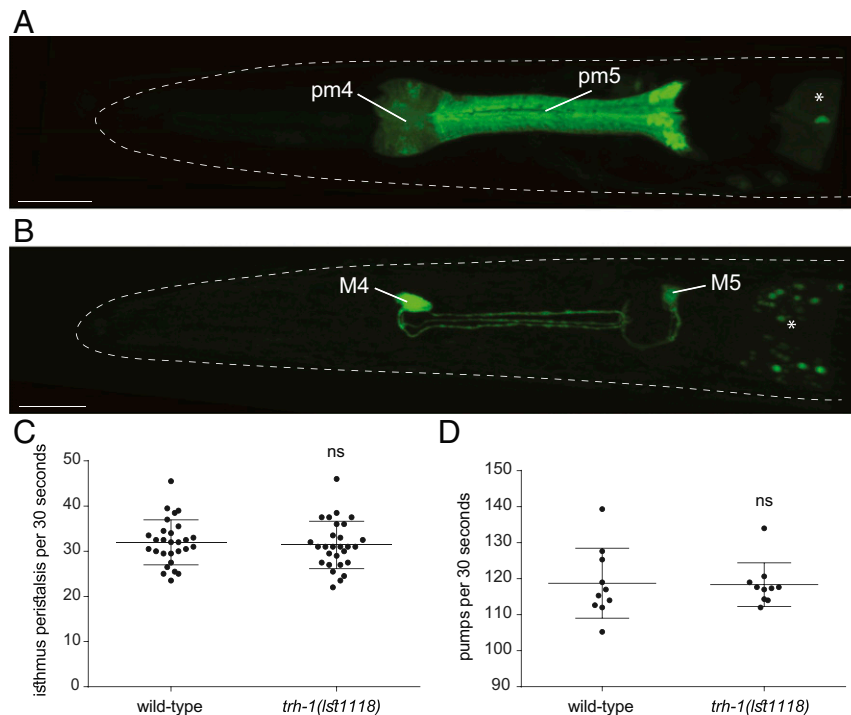 A
pm4
pm5
*
B
M4
M5
*
C
D
isthmus peristalsis per 30 seconds
50
40
30
20
10
0
ns
wild-type
trh-1(lst1118)
pumps per 30 seconds
150
140
130
120
110
100
90
ns
wild-type
trh-1(lst1118)